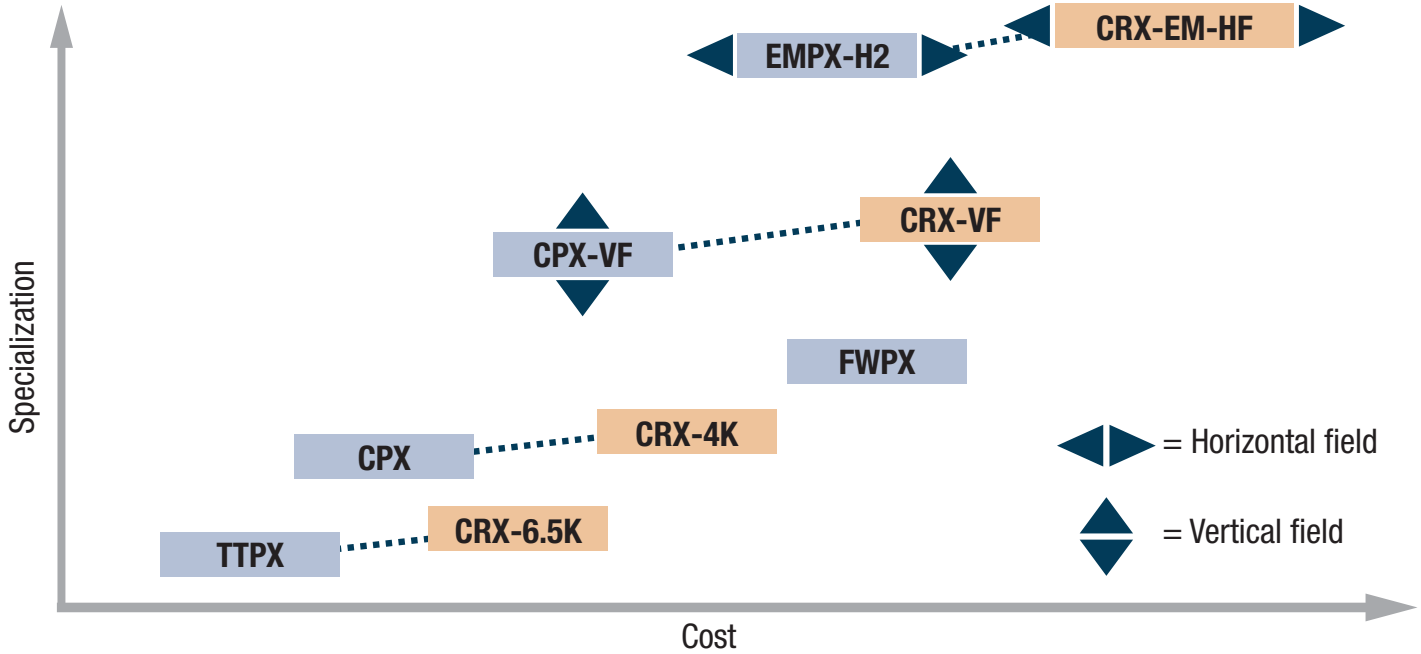 CRX-EM-HF
EMPX-H2
CRX-VF
CPX-VF
FWPX
CRX-4K
CPX
CRX-6.5K
TTPX
= Horizontal field
= Vertical field
Specialization
Cost